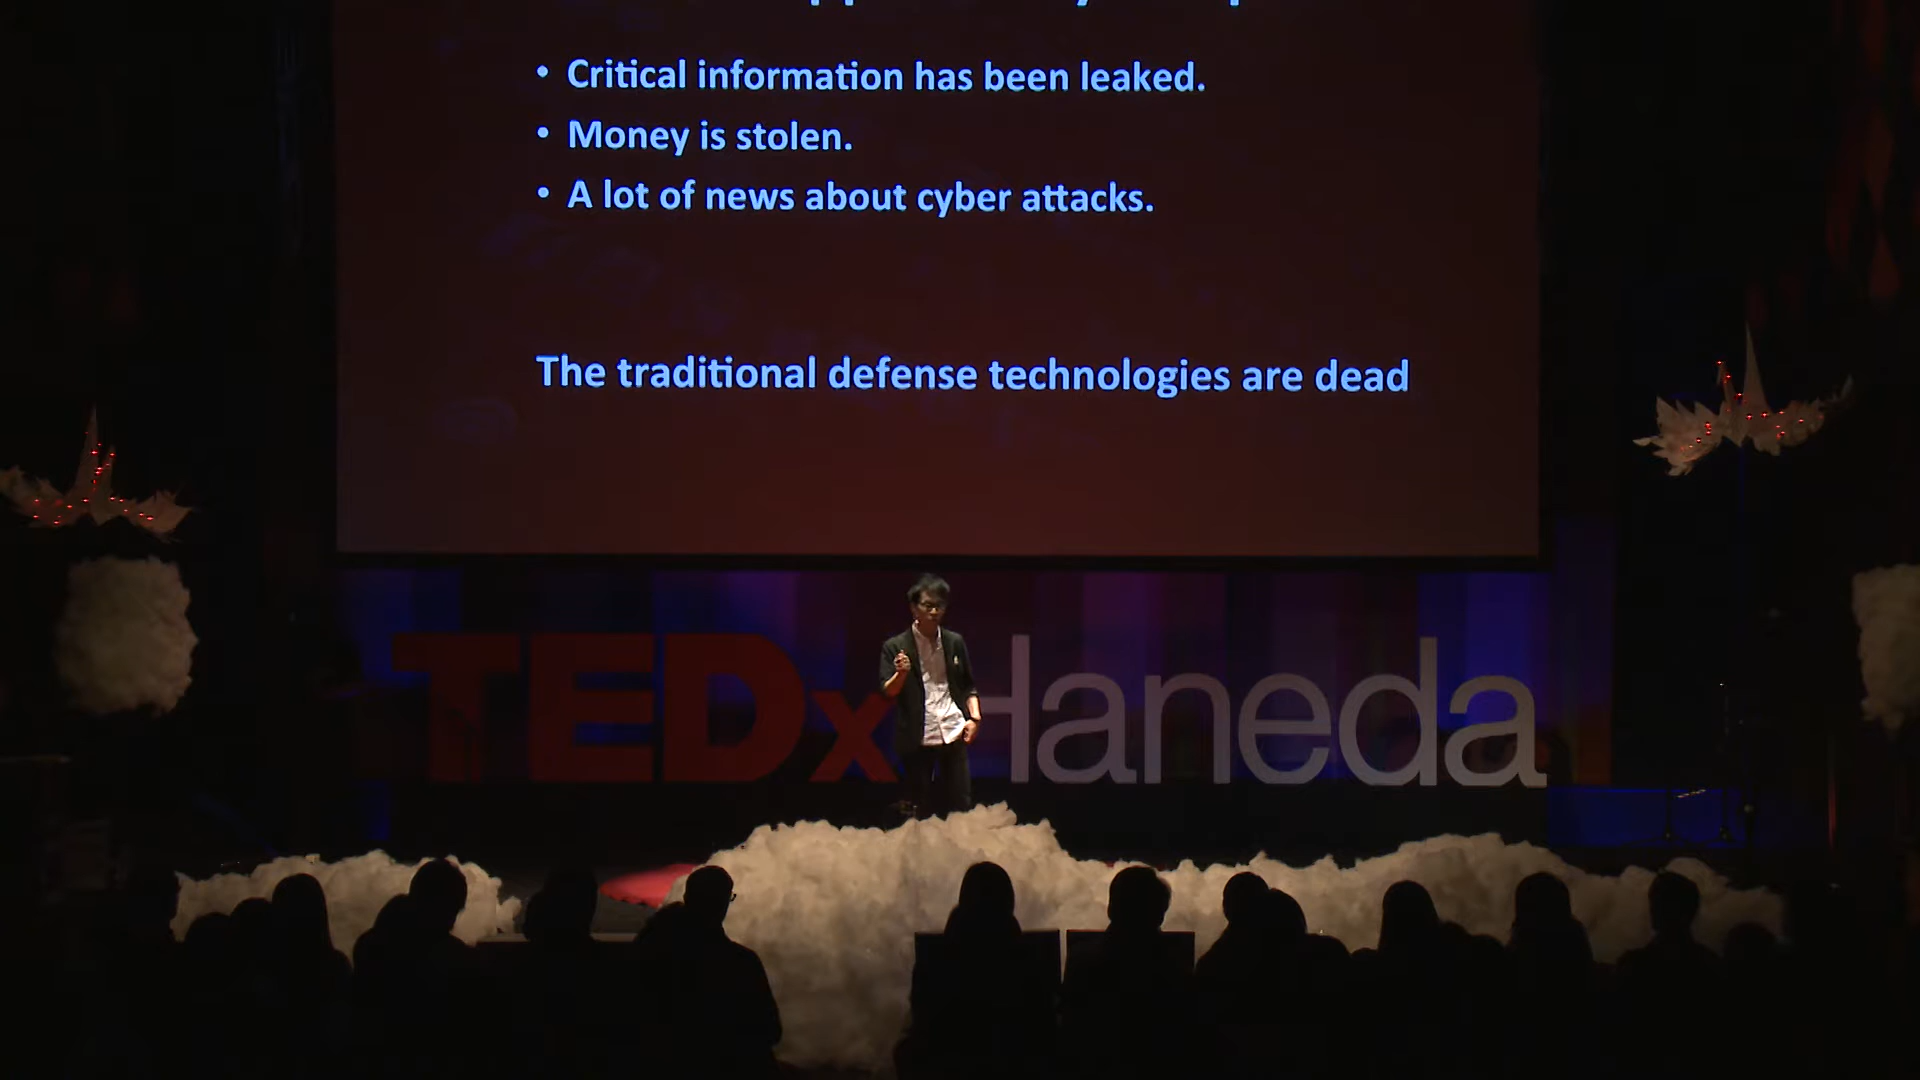 • Critical information has been leaked.
• Money is stolen.
• A lot of news about cyber attacks.
The traditional defense technologies are dead
TEDxHaneda